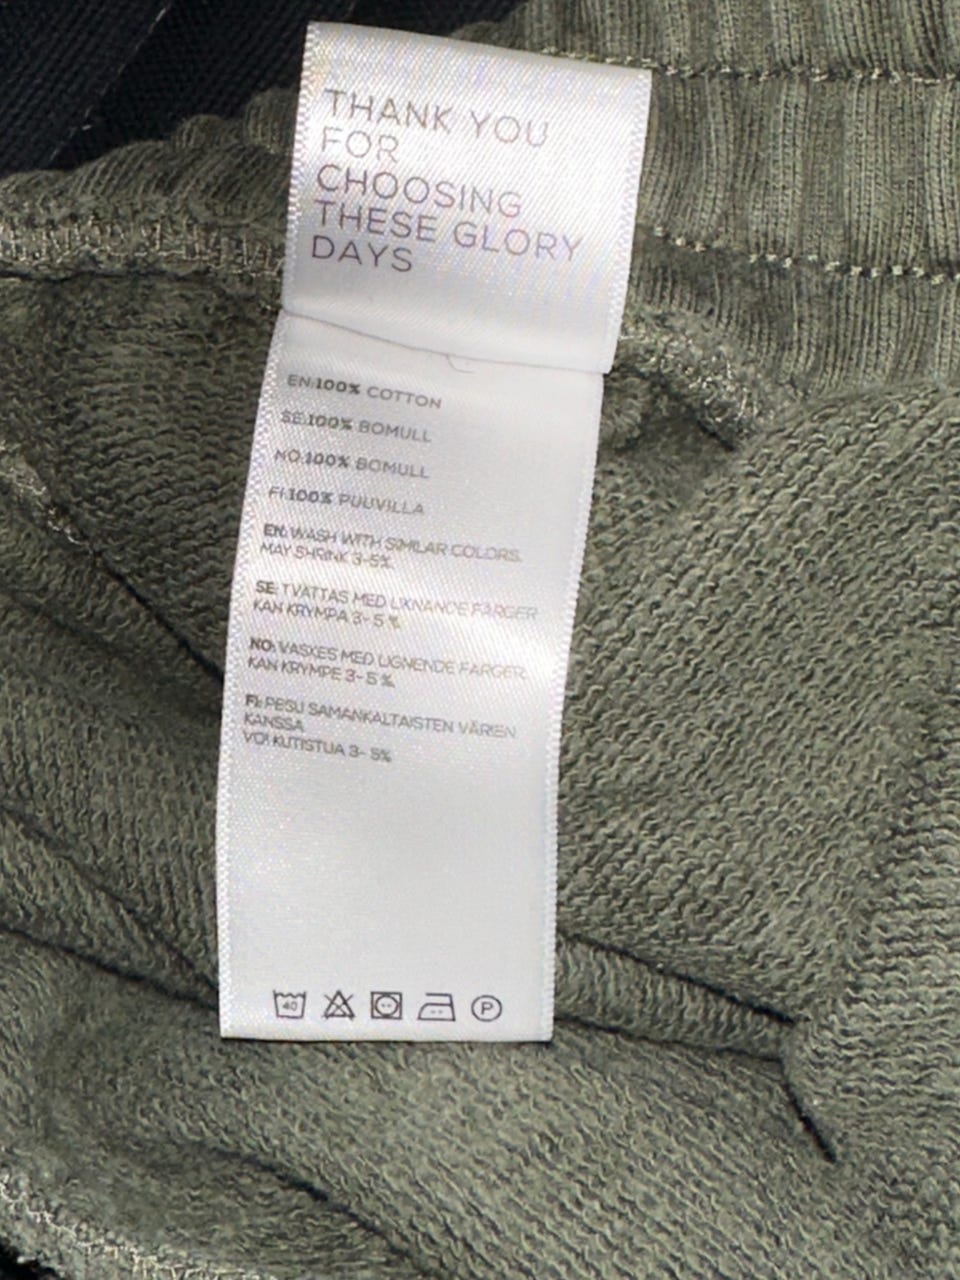 THANK YOU
FOR
CHOOSING
THESE GLORY
DAYS
EN:100% COTTON
SE:100% BOMULL
NO:100% BOMULL
FI:100% PUUVILLA
EN: WASH WITH SIMILAR COLORS.
MAY SHRINK 3-5%.
SE: TVÄTTAS MED LIKNANDE FÄRGER
KAN KRYMPA 3- 5 %
NO: VASKES MED LIGNENDE FARGER.
KAN KRYMPE 3- 5 %.
FI: PESU SAMANKALTAISTEN VÄRIEN
KANSSA
VOI KUTISTUA 3- 5%
40
P